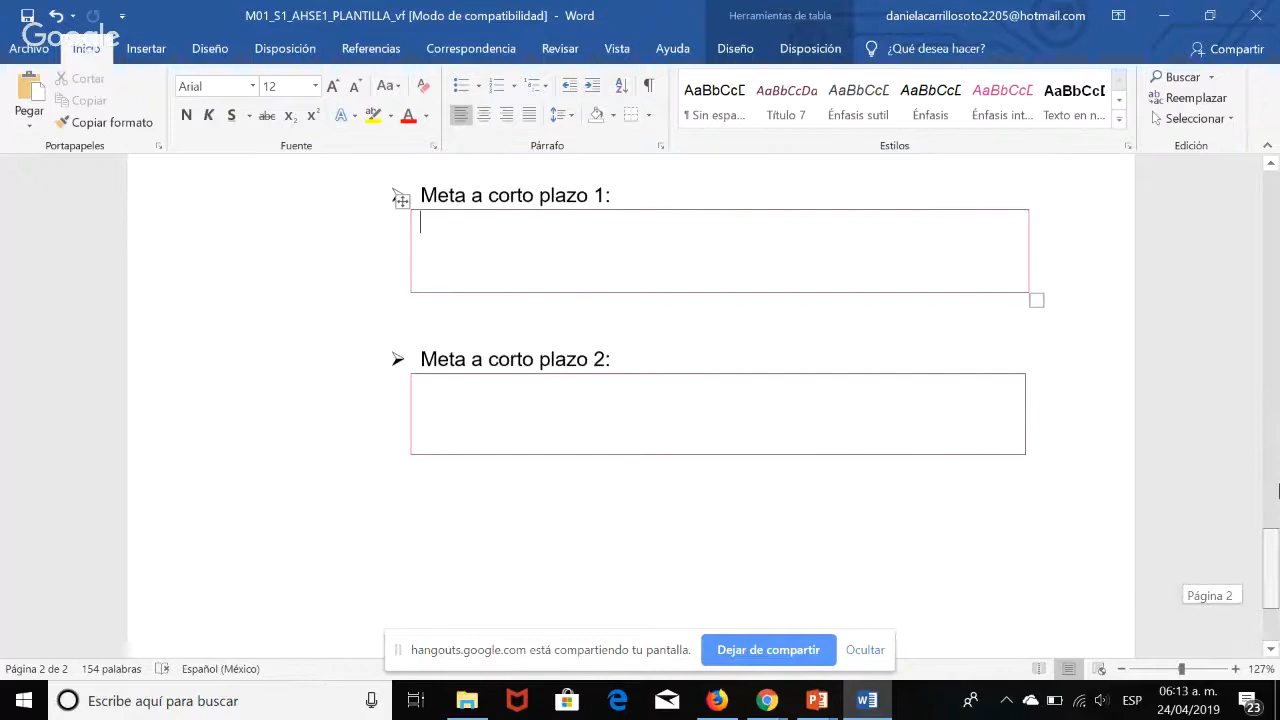 M01_S1_AHSE1_PLANTILLA_vf [Modo de compatibilidad] - Word
Herramientas de tabla
danielacarrillosoto2205@hotmail.com
Google
Archivo Inicio Insertar Diseño Disposición Referencias Correspondencia Revisar Vista Ayuda Diseño Disposición ¿Qué desea hacer? Compartir
Pegar
Cortar
Copiar
Copiar formato
Portapapeles
Arial 12
N K S abc
Fuente
Párrafo
AaBbCcD AaBbCcDa AaBbCcD AaBbCcD AaBbCcD AaBbCcD
¶ Sin espa... Título 7 Énfasis sutil Énfasis Énfasis int... Texto en n...
Estilos
Buscar
Reemplazar
Seleccionar
Edición
Meta a corto plazo 1:
Meta a corto plazo 2:
Página 2
hangouts.google.com está compartiendo tu pantalla. Dejar de compartir Ocultar
Página 2 de 2 154 palabras Español (México) 127%
Escribe aquí para buscar
ESP
06:13 a. m.
24/04/2019
23